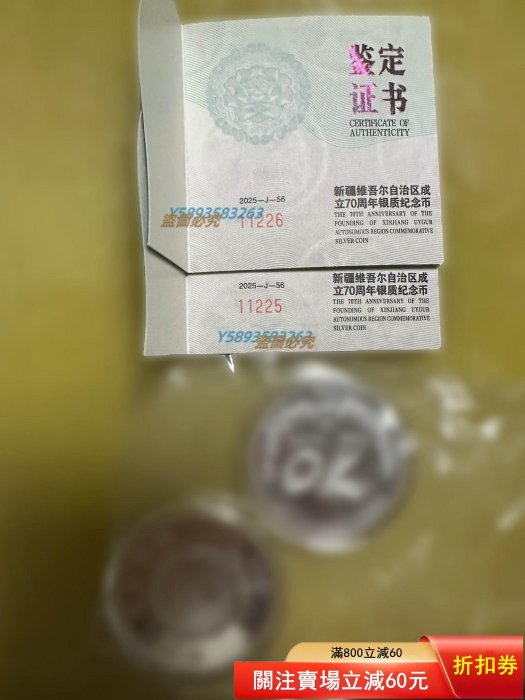 鉴定
证书
CERTIFICATE OF
AUTHENTICITY
2025-J-56
11226
新疆维吾尔自治区成
立70周年银质纪念币
THE 70TH ANNIVERSARY OF THE
FOUNDING OF XINJIANG UYGUR
AUTONOMOUS REGION COMMEMORATIVE
SILVER COIN
Y5893583263
盜圖必究
2025-J-56
11225
新疆维吾尔自治区成
立70周年银质纪念币
THE 70TH ANNIVERSARY OF THE
FOUNDING OF XINJIANG UYGUR
AUTONOMOUS REGION COMMEMORATIVE
SILVER COIN
Y5893583263
盜圖必究
70
滿800立減60
關注賣場立減60元
折扣券